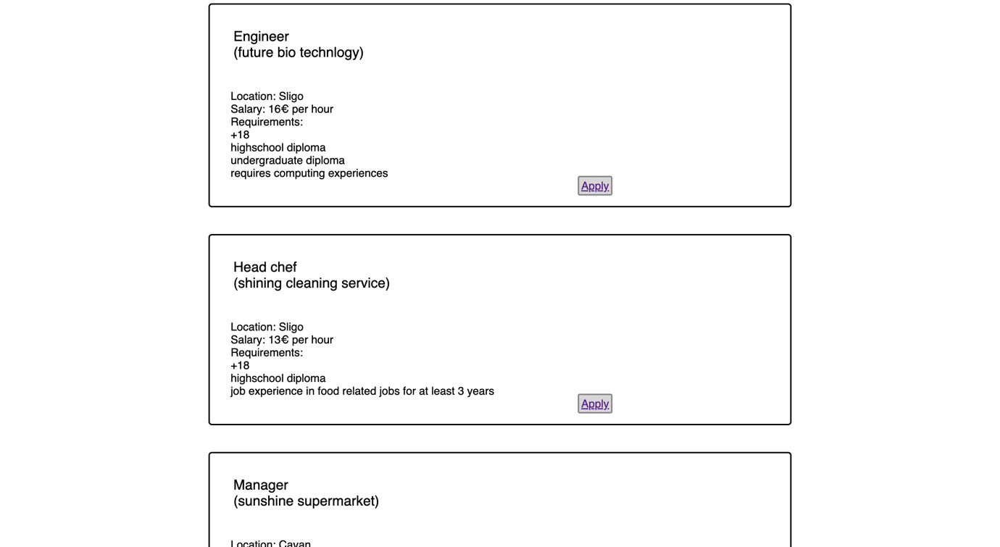 Engineer
(future bio technlogy)
Location: Sligo
Salary: 16€ per hour
Requirements:
+18
highschool diploma
undergraduate diploma
requires computing experiences
Apply
Head chef
(shining cleaning service)
Location: Sligo
Salary: 13€ per hour
Requirements:
+18
highschool diploma
job experience in food related jobs for at least 3 years
Apply
Manager
(sunshine supermarket)
Location: Cavan